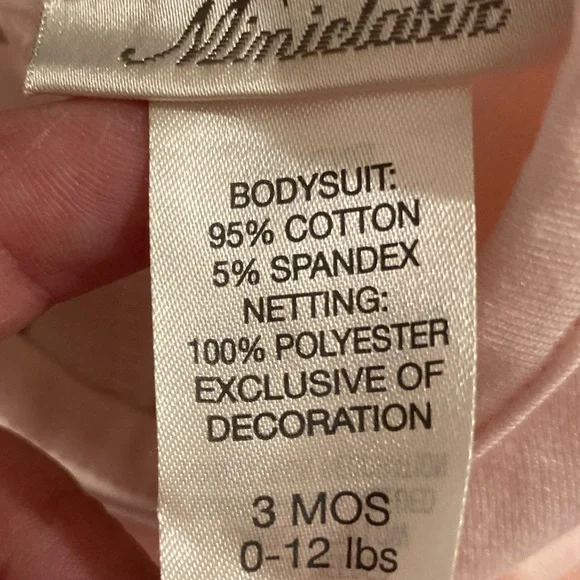 Miniclasix
BODYSUIT:
95% COTTON
5% SPANDEX
NETTING:
100% POLYESTER
EXCLUSIVE OF
DECORATION
3 MOS
0-12 lbs